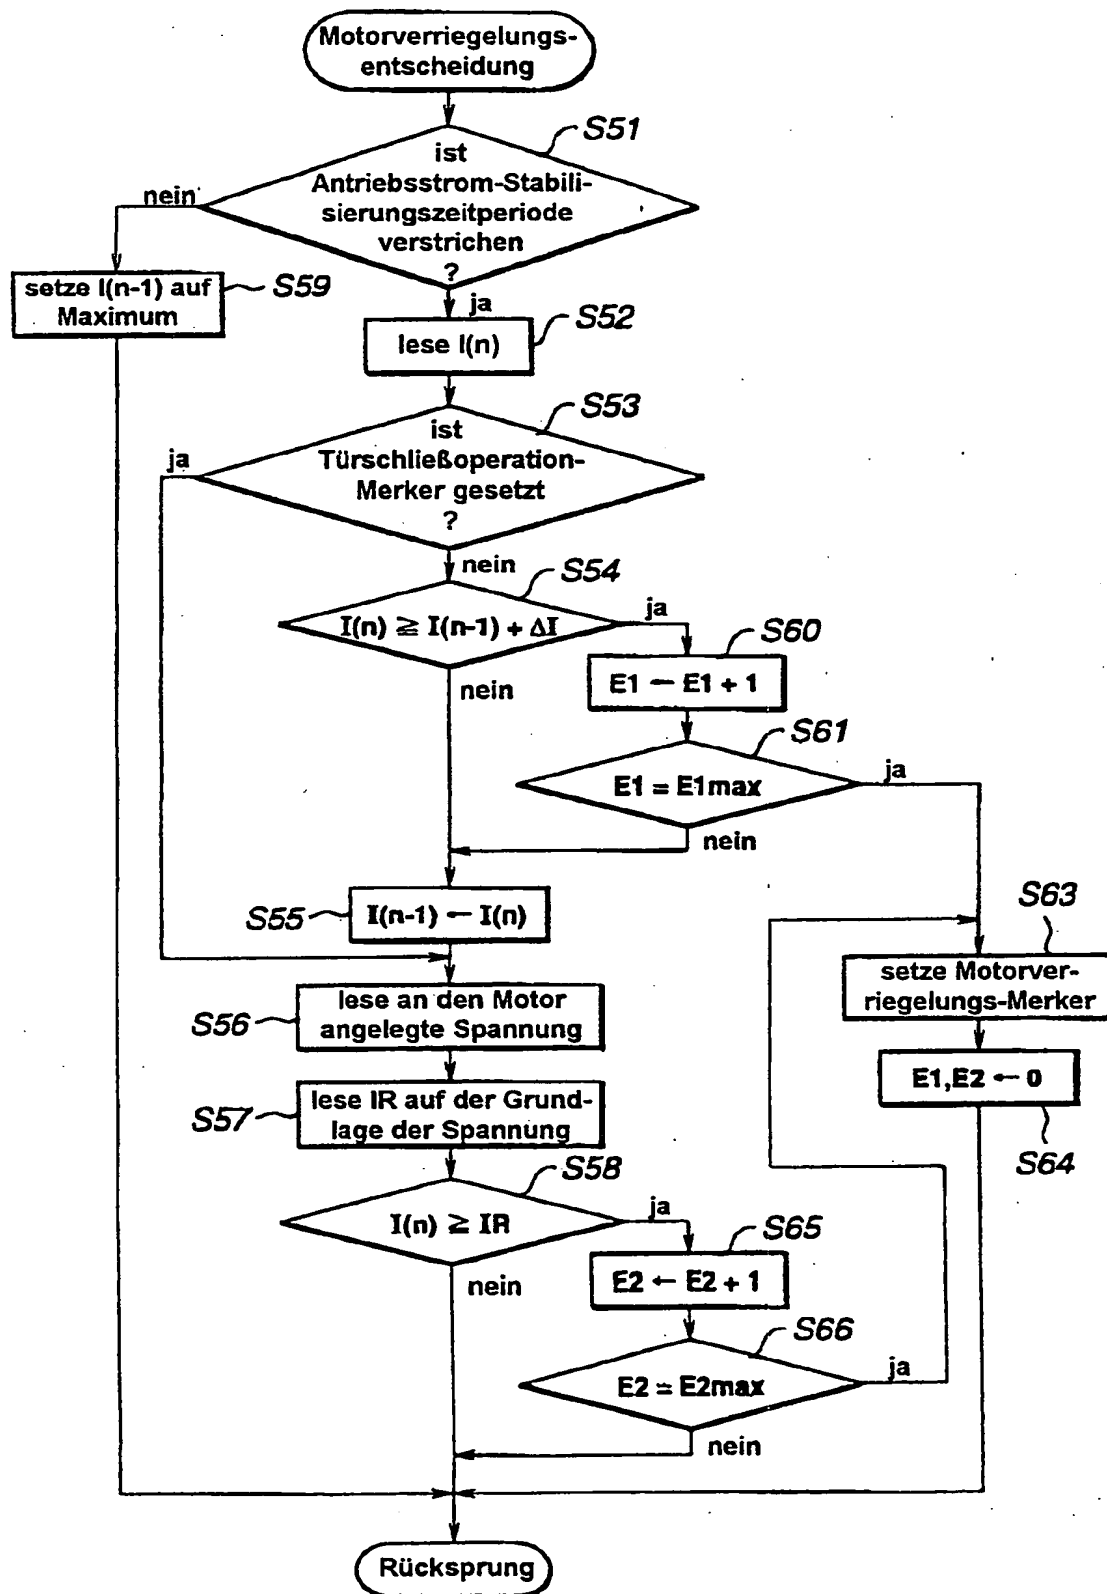 Motorverriegelungs-
entscheidung
S51
ist
Antriebsstrom-Stabili-
sierungszeitperiode
verstrichen
?
nein
ja
S59
setze I(n-1) auf
Maximum
S52
lese I(n)
S53
ist
Türschließoperation-
Merker gesetzt
?
ja
nein
S54
I(n) ≧ I(n-1) + ΔI
ja
nein
S60
E1 ← E1 + 1
S61
E1 = E1max
ja
nein
S55
I(n-1) ← I(n)
S63
setze Motorver-
riegelungs-Merker
S56
lese an den Motor
angelegte Spannung
E1,E2 ← 0
S64
S57
lese IR auf der Grund-
lage der Spannung
S58
I(n) ≧ IR
ja
nein
S65
E2 ← E2 + 1
S66
E2 = E2max
ja
nein
Rücksprung